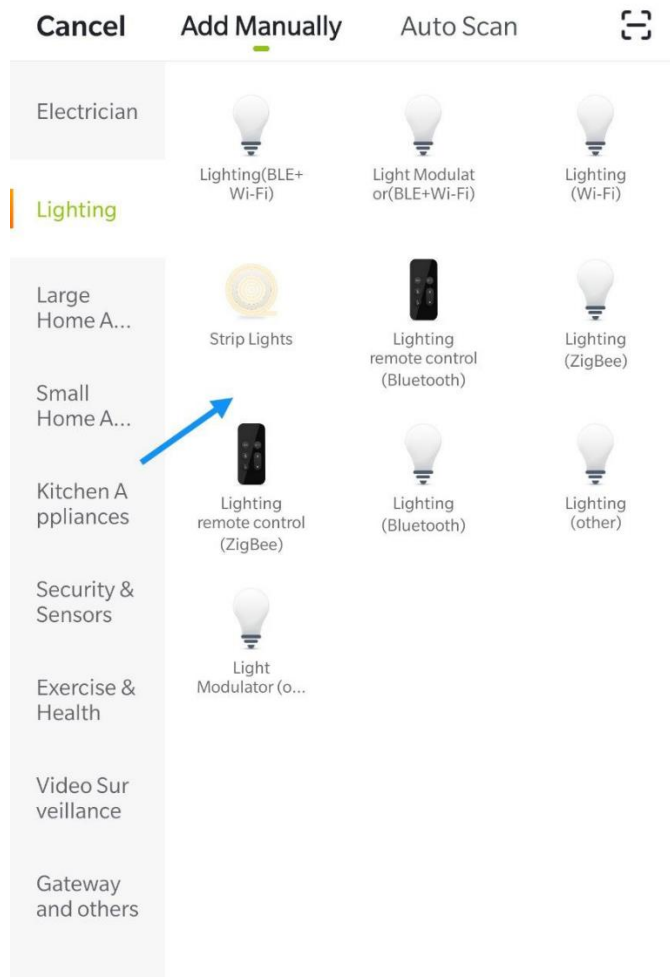 Cancel Add Manually Auto Scan
Electrician
Lighting
Large
Home A...
Small
Home A...
Kitchen A
ppliances
Security &
Sensors
Exercise &
Health
Video Sur
veillance
Gateway
and others
Lighting(BLE+
Wi-Fi)
Light Modulat
or(BLE+Wi-Fi)
Lighting
(Wi-Fi)
Strip Lights
Lighting
remote control
(Bluetooth)
Lighting
(ZigBee)
Lighting
remote control
(ZigBee)
Lighting
(Bluetooth)
Lighting
(other)
Light
Modulator (o...